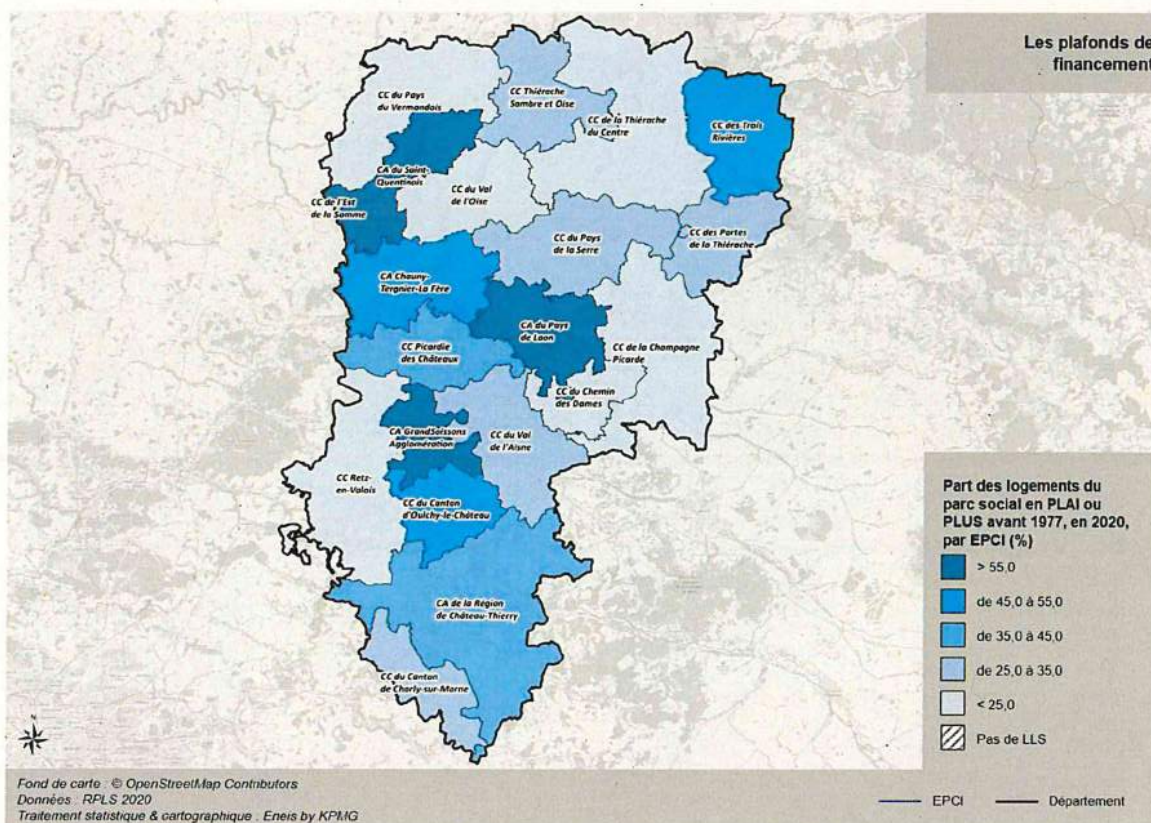 Les plafonds de
financement
CC du Pays
du Vermandois
CC Thiérache
Sambre et Oise
CC de la Thiérache
du Centre
CC des Trois
Rivières
CA du Saint-
Quentinois
CC de l'Est
de la Somme
CC du Val
de l'Oise
CC du Pays
de la Serre
CC des Portes
de la Thiérache
CA Chauny-
Tergnier-La Fère
CA du Pays
de Laon
CC Picardie
des Châteaux
CC de la Champagne
Picarde
CC du Chemin
des Dames
CA GrandSoissons
Agglomération
CC du Val
de l'Aisne
CC Retz-
en-Valois
CC du Canton
d'Oulchy-le-Château
CA de la Région
de Château-Thierry
CC du Canton
de Charly-sur-Marne
Part des logements du
parc social en PLAI ou
PLUS avant 1977, en 2020,
par EPCI (%)
> 55,0
de 45,0 à 55,0
de 35,0 à 45,0
de 25,0 à 35,0
< 25,0
Pas de LLS
N
Fond de carte : © OpenStreetMap Contributors
Données : RPLS 2020
Traitement statistique & cartographique : Eneis by KPMG
EPCI
Département